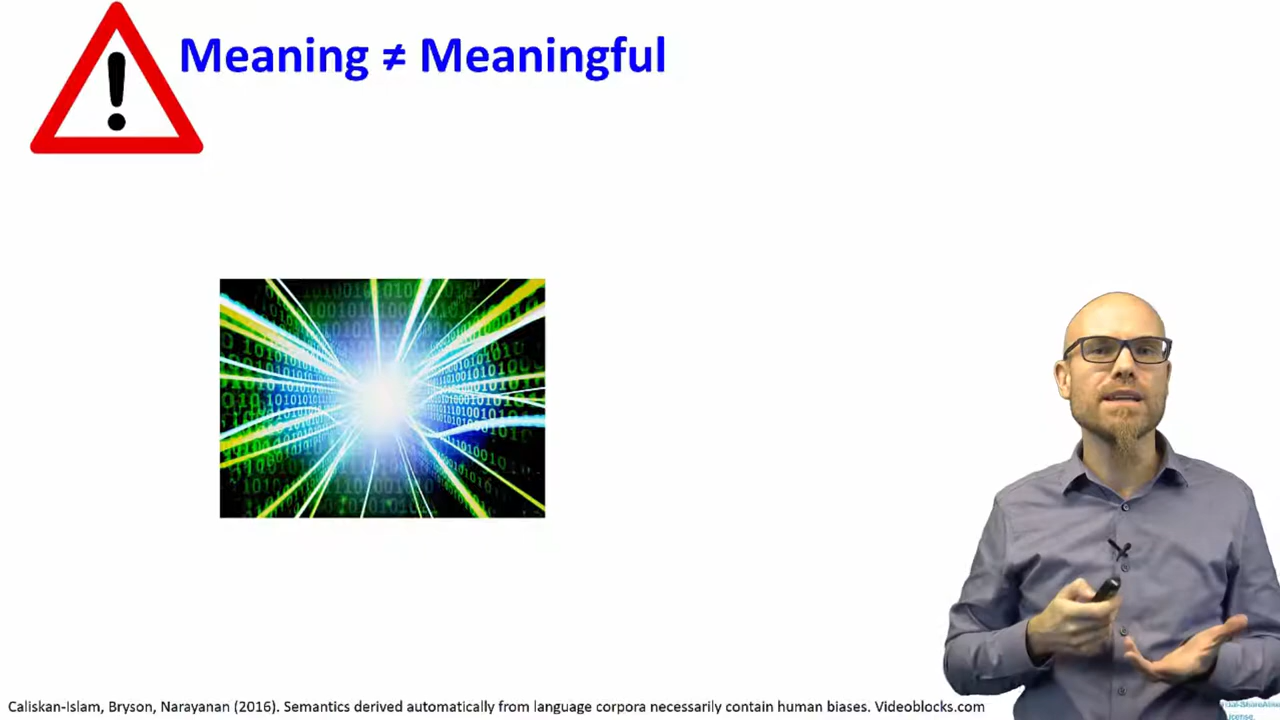 Meaning ≠ Meaningful
Caliskan-Islam, Bryson, Narayanan (2016). Semantics derived automatically from language corpora necessarily contain human biases. Videoblocks.com